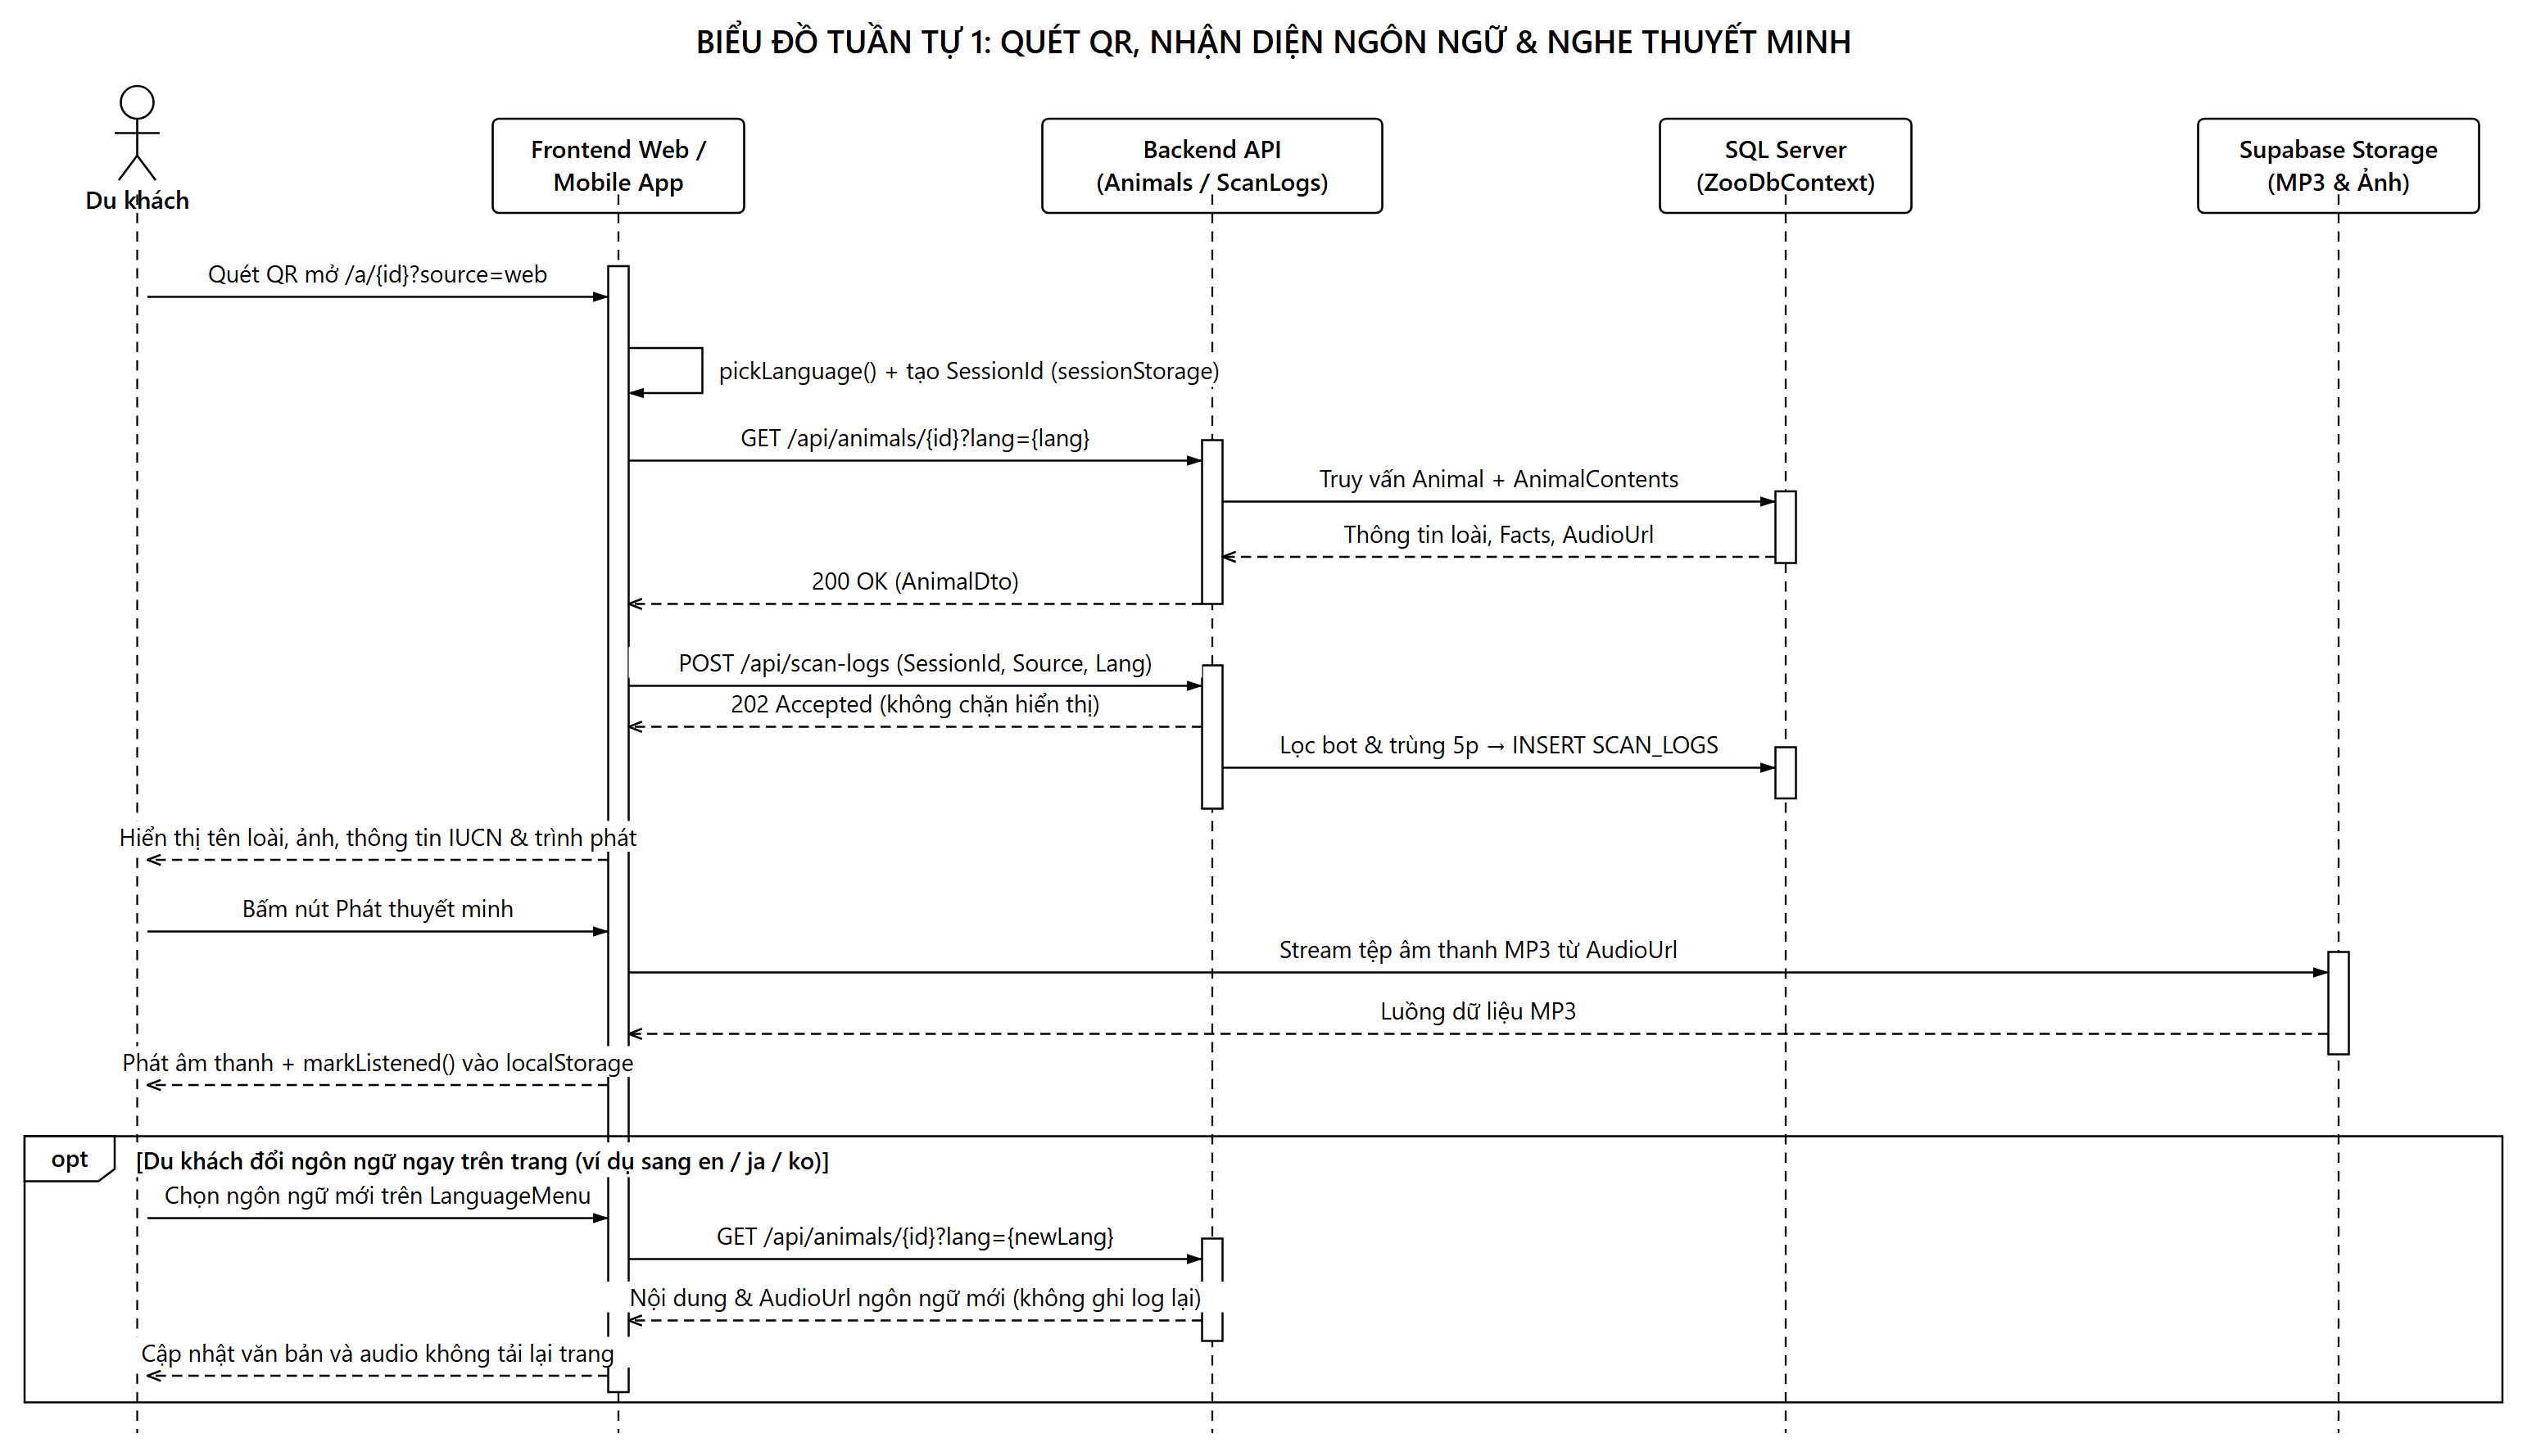 BIỂU ĐỒ TUẦN TỰ 1: QUÉT QR, NHẬN DIỆN NGÔN NGỮ & NGHE THUYẾT MINH
Du khách
Frontend Web /
Mobile App
Backend API
(Animals / ScanLogs)
SQL Server
(ZooDbContext)
Supabase Storage
(MP3 & Ảnh)
Quét QR mở /a/{id}?source=web
pickLanguage() + tạo SessionId (sessionStorage)
GET /api/animals/{id}?lang={lang}
Truy vấn Animal + AnimalContents
Thông tin loài, Facts, AudioUrl
200 OK (AnimalDto)
POST /api/scan-logs (SessionId, Source, Lang)
202 Accepted (không chặn hiển thị)
Lọc bot & trùng 5p → INSERT SCAN_LOGS
Hiển thị tên loài, ảnh, thông tin IUCN & trình phát
Bấm nút Phát thuyết minh
Stream tệp âm thanh MP3 từ AudioUrl
Luồng dữ liệu MP3
Phát âm thanh + markListened() vào localStorage
opt
[Du khách đổi ngôn ngữ ngay trên trang (ví dụ sang en / ja / ko)]
Chọn ngôn ngữ mới trên LanguageMenu
GET /api/animals/{id}?lang={newLang}
Nội dung & AudioUrl ngôn ngữ mới (không ghi log lại)
Cập nhật văn bản và audio không tải lại trang